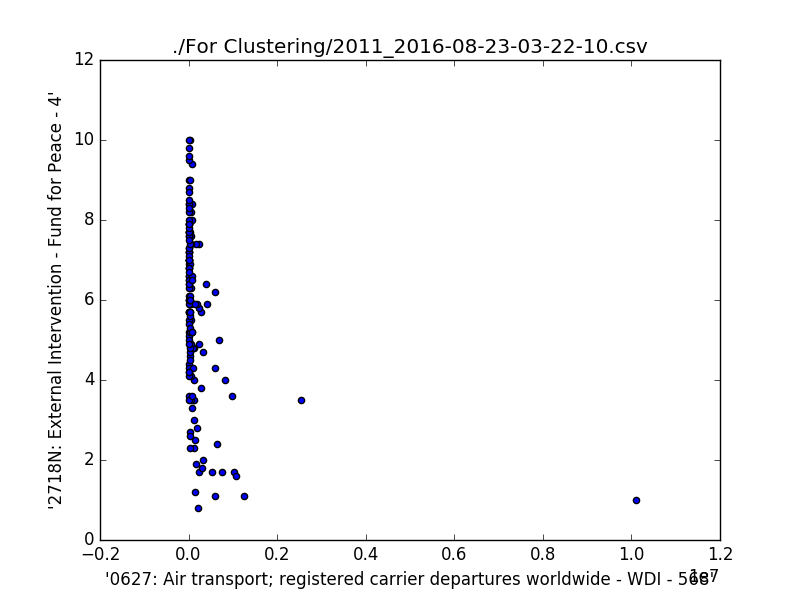 ./For Clustering/2011_2016-08-23-03-22-10.csv
12
10
8
6
4
2
0
'2718N: External Intervention - Fund for Peace - 4'
−0.2 0.0 0.2 0.4 0.6 0.8 1.0 1.2
1e7
'0627: Air transport; registered carrier departures worldwide - WDI - 568'